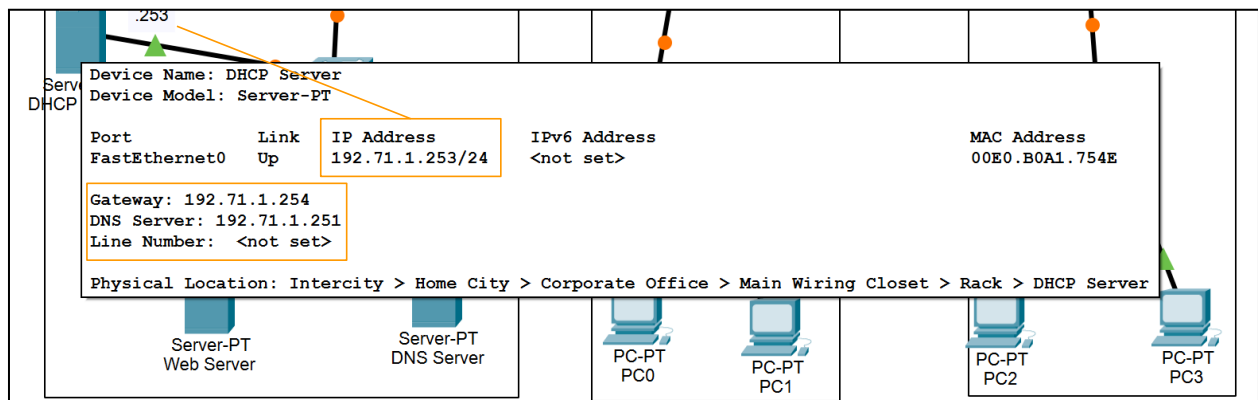 .253
Serv
DHCP
Device Name: DHCP Server
Device Model: Server-PT
Port Link IP Address IPv6 Address MAC Address
FastEthernet0 Up 192.71.1.253/24 <not set> 00E0.B0A1.754E
Gateway: 192.71.1.254
DNS Server: 192.71.1.251
Line Number: <not set>
Physical Location: Intercity > Home City > Corporate Office > Main Wiring Closet > Rack > DHCP Server
Server-PT
Web Server
Server-PT
DNS Server
PC-PT
PC0
PC-PT
PC1
PC-PT
PC2
PC-PT
PC3